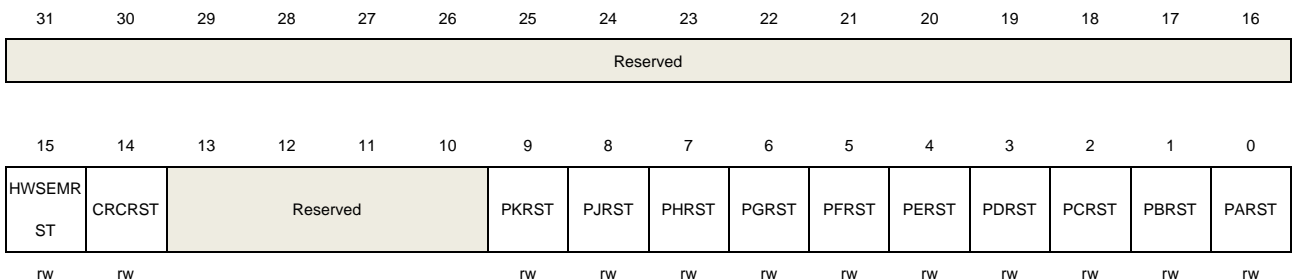 31 30 29 28 27 26 25 24 23 22 21 20 19 18 17 16
Reserved
15 14 13 12 11 10 9 8 7 6 5 4 3 2 1 0
HWSEMR
ST CRCRST Reserved PKRST PJRST PHRST PGRST PFRST PERST PDRST PCRST PBRST PARST
rw rw rw rw rw rw rw rw rw rw rw rw